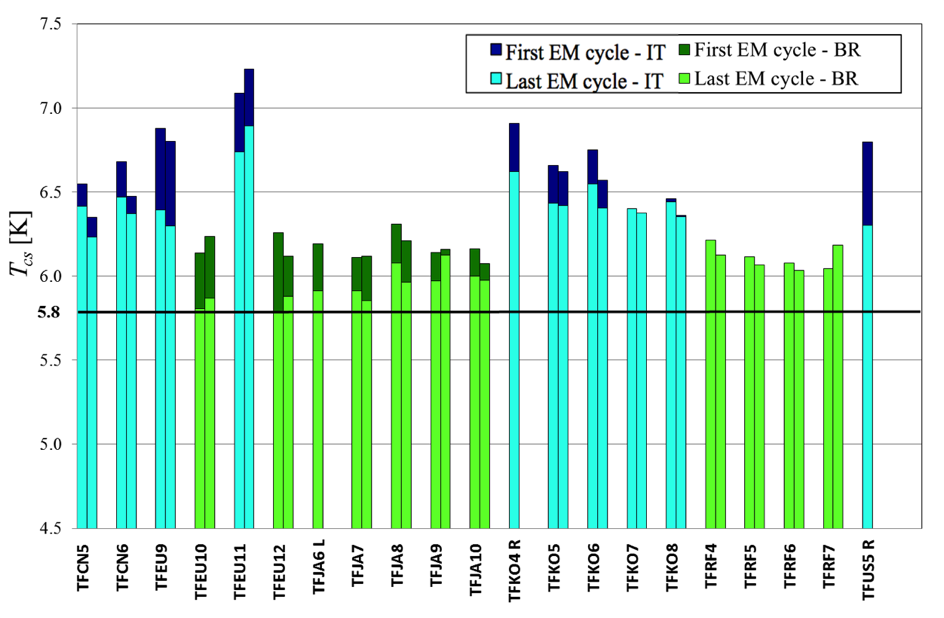 7.5
First EM cycle - IT
First EM cycle - BR
Last EM cycle - IT
Last EM cycle - BR
7.0
6.5
6.0
5.8
5.5
5.0
4.5
Tcs [K]
TFCN5
TFCN6
TFEU9
TFEU10
TFEU11
TFEU12
TFJA6 L
TFJA7
TFJA8
TFJA9
TFJA10
TFKO4 R
TFKO5
TFKO6
TFKO7
TFKO8
TFRF4
TFRF5
TFRF6
TFRF7
TFUS5 R